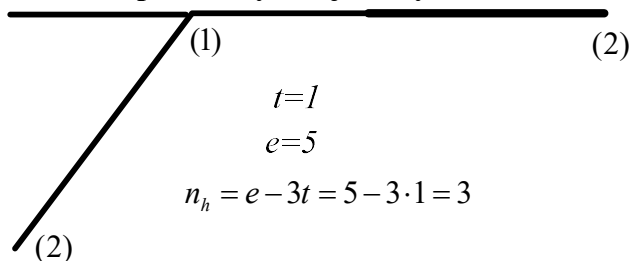 (1)
(2)
t=1
e=5
n_h = e − 3t = 5 − 3·1 = 3
(2)